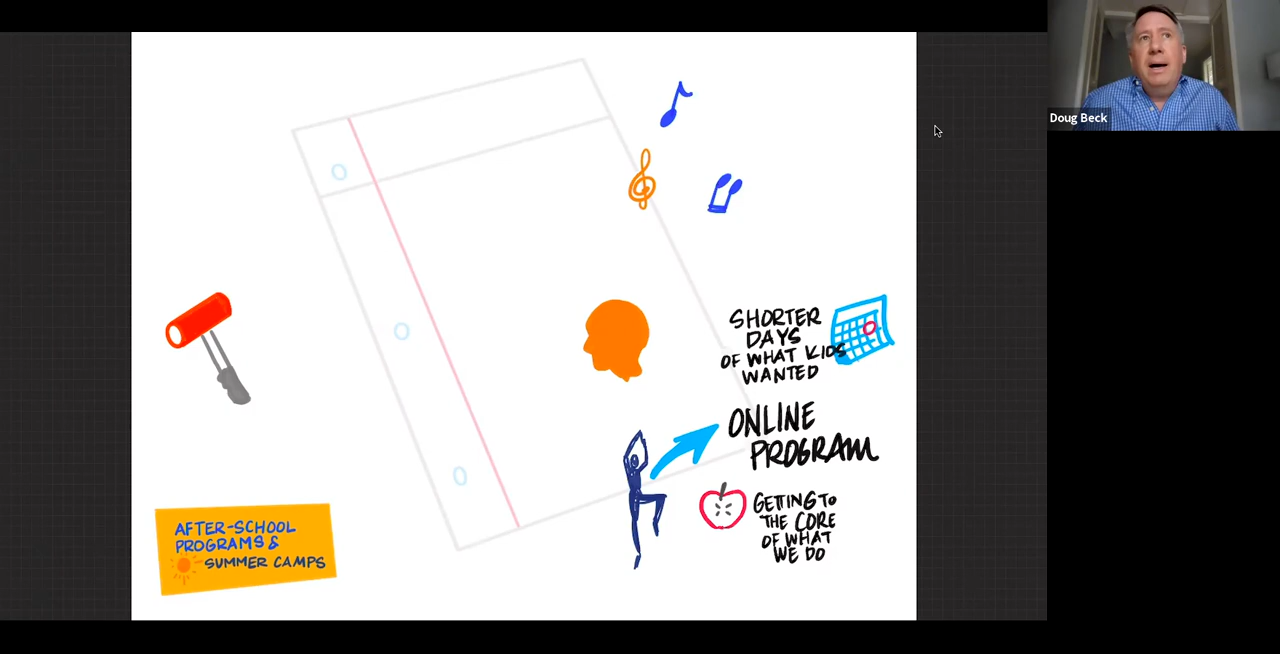 Doug Beck
SHORTER
DAYS
OF WHAT KIDS
WANTED
ONLINE
PROGRAM
GETTING TO
THE CORE
OF WHAT
WE DO
AFTER-SCHOOL
PROGRAMS &
SUMMER CAMPS